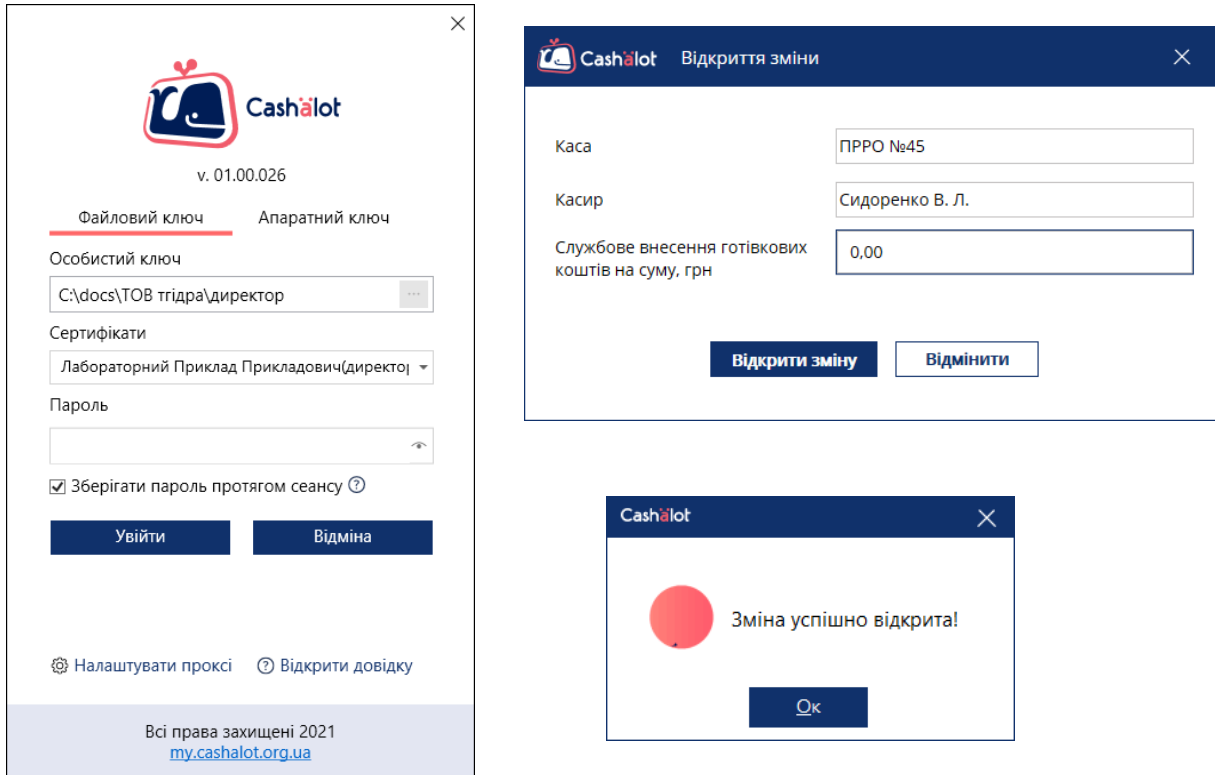 Cashalot
v. 01.00.026
Файловий ключ Апаратний ключ
Особистий ключ
C:\docs\ТОВ тгідра\директор
...
Сертифікати
Лабораторний Приклад Прикладович(директор
Пароль
Зберігати пароль протягом сеансу ?
Увійти Відміна
Налаштувати проксі ? Відкрити довідку
Всі права захищені 2021
my.cashalot.org.ua
Cashalot Відкриття зміни
Каса ПРРО №45
Касир Сидоренко В. Л.
Службове внесення готівкових
коштів на суму, грн
0,00
Відкрити зміну Відмінити
Cashalot
Зміна успішно відкрита!
Ок